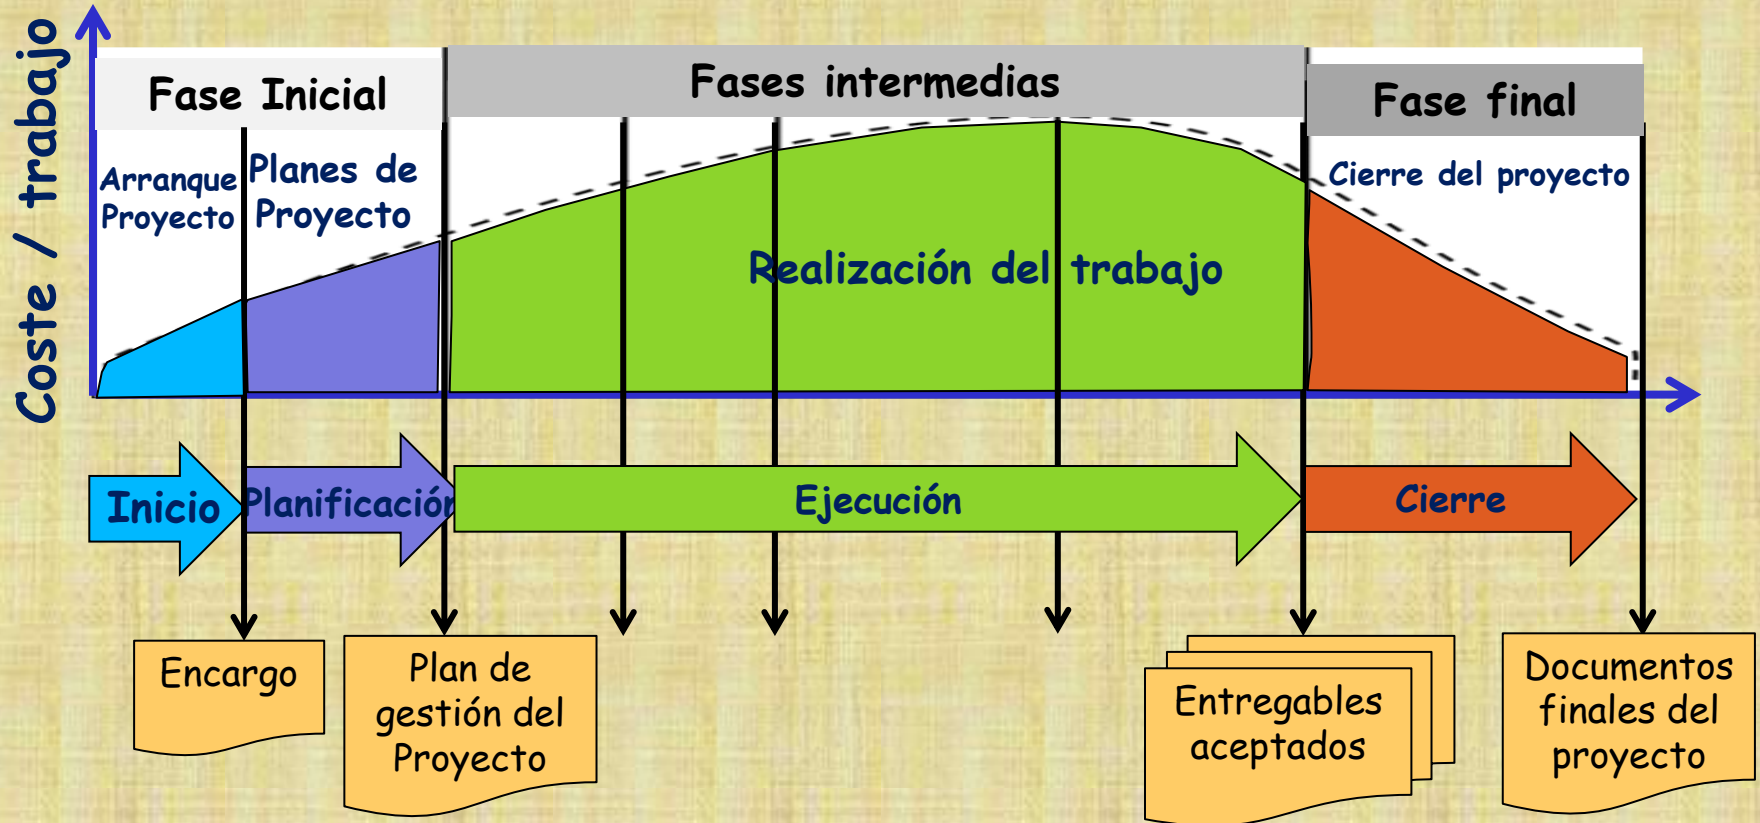 Coste / trabajo
Fase Inicial
Fases intermedias
Fase final
Arranque
Proyecto
Planes de
Proyecto
Cierre del proyecto
Realización del trabajo
Inicio
Planificación
Ejecución
Cierre
Encargo
Plan de
gestión del
Proyecto
Entregables
aceptados
Documentos
finales del
proyecto